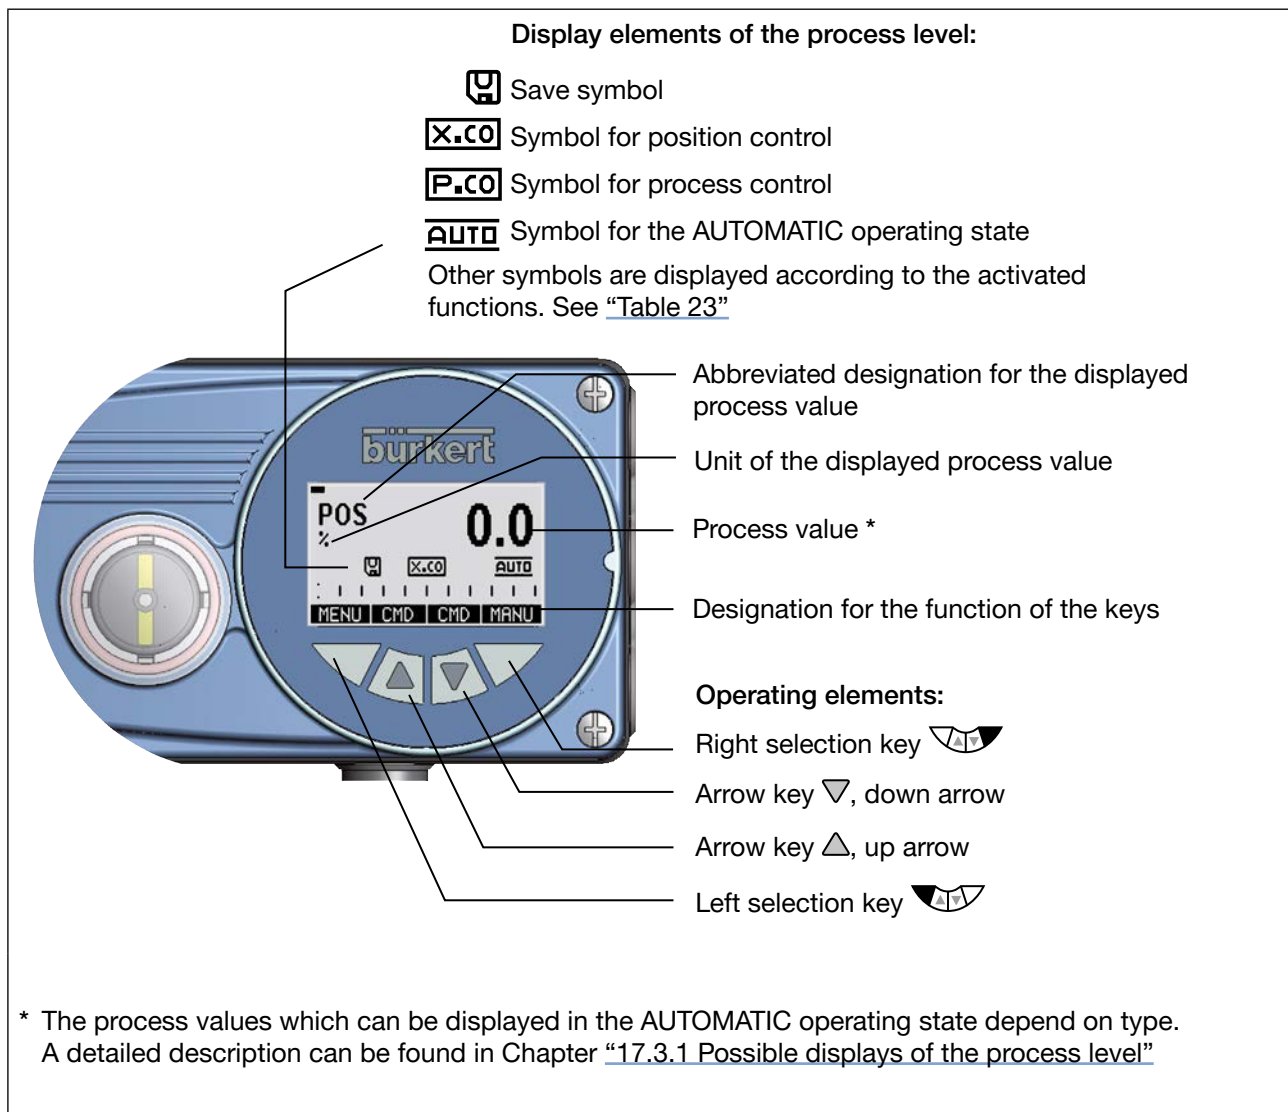 Display elements of the process level:
Save symbol
X.CO Symbol for position control
P.CO Symbol for process control
AUTO Symbol for the AUTOMATIC operating state
Other symbols are displayed according to the activated
functions. See “Table 23”
Abbreviated designation for the displayed
process value
bürkert
Unit of the displayed process value
POS
0.0
%
Process value *
X.CO
AUTO
MENU CMD CMD MANU
Designation for the function of the keys
Operating elements:
Right selection key
Arrow key , down arrow
Arrow key , up arrow
Left selection key
* The process values which can be displayed in the AUTOMATIC operating state depend on type.
A detailed description can be found in Chapter “17.3.1 Possible displays of the process level”